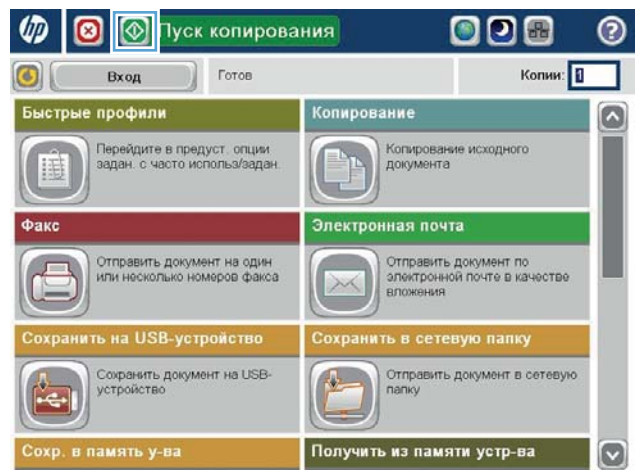 hp
Пуск копирования
?
Вход
Готов
Копии: 1
Быстрые профили
Копирование
Перейдите в предуст. опции
задан. с часто использ/задан.
Копирование исходного
документа
Факс
Электронная почта
Отправить документ на один
или несколько номеров факса
Отправить документ по
электронной почте в качестве
вложения
Сохранить на USB-устройство
Сохранить в сетевую папку
Сохранить документ на USB-
устройство
Отправить документ в сетевую
папку
Сохр. в память у-ва
Получить из памяти устр-ва